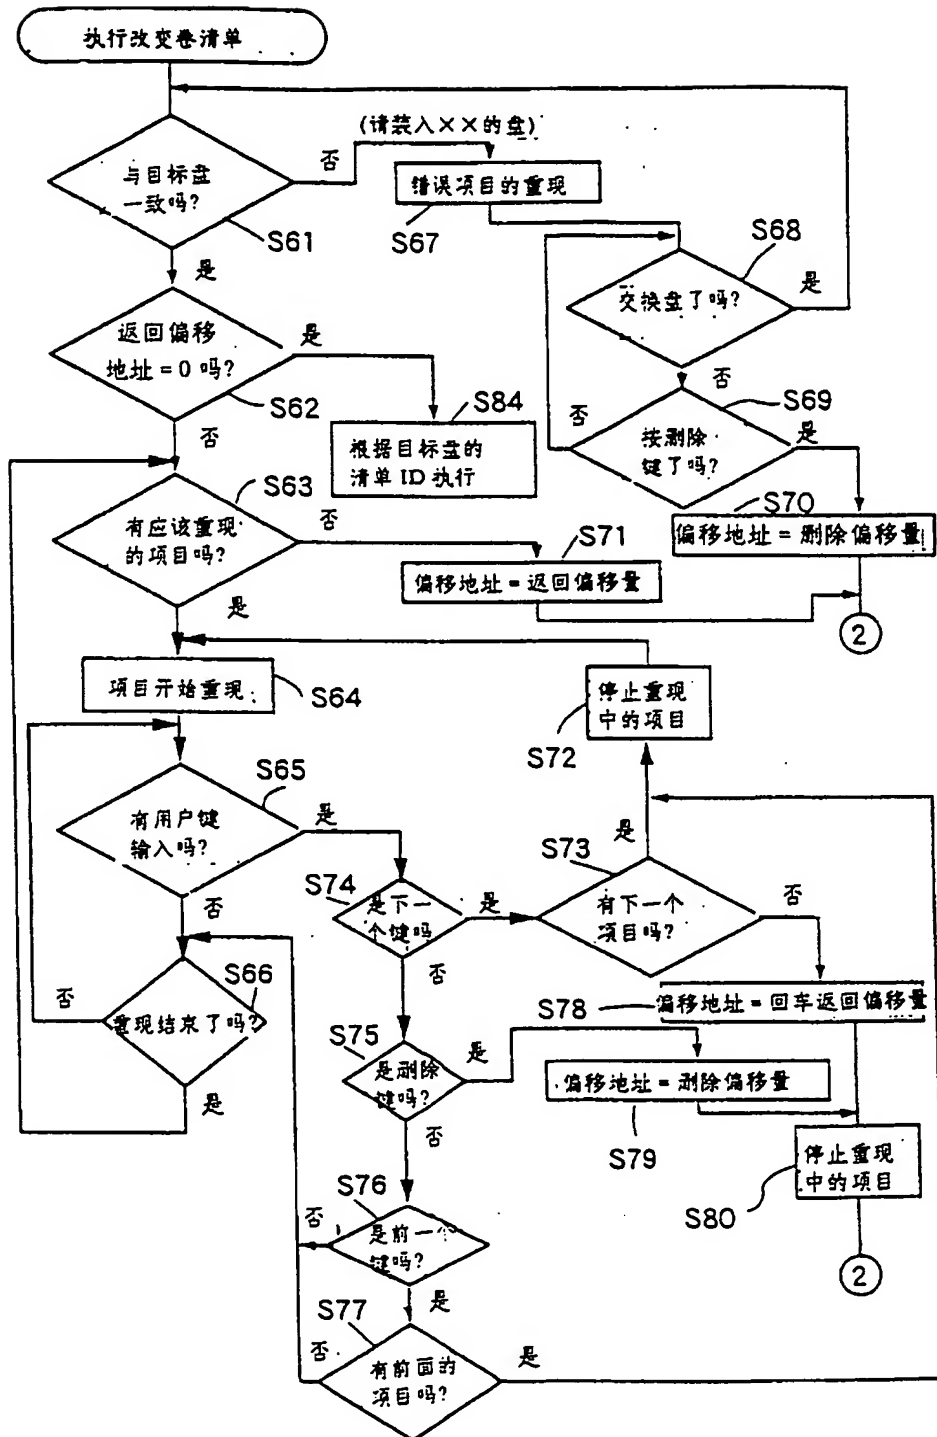 执行改变卷清单
(请装入××的盘)
与目标盘
一致吗?
否
错误项目的重现
S61
S67
S68
是
交换盘了吗?
是
返回偏移
地址=0吗?
是
S62
S84
否
S69
否
按删除
键了吗?
是
否
根据目标盘的
清单ID执行
S63
S70
有应该重现
的项目吗?
否
S71
偏移地址=删除偏移量
偏移地址=返回偏移量
是
2
项目开始重现
S64
停止重现
中的项目
S72
S65
有用户键
输入吗?
是
是
S73
S74
是下一
个键吗
是
有下一个
项目吗?
否
否
否
S66
否
重现结束了吗?
S78
偏移地址=回车返回偏移量
S75
是删除
键吗?
是
偏移地址=删除偏移量
是
否
S79
停止重现
中的项目
S80
S76
否
是前一个
键吗?
2
是
S77
否
有前面的
项目吗?
是